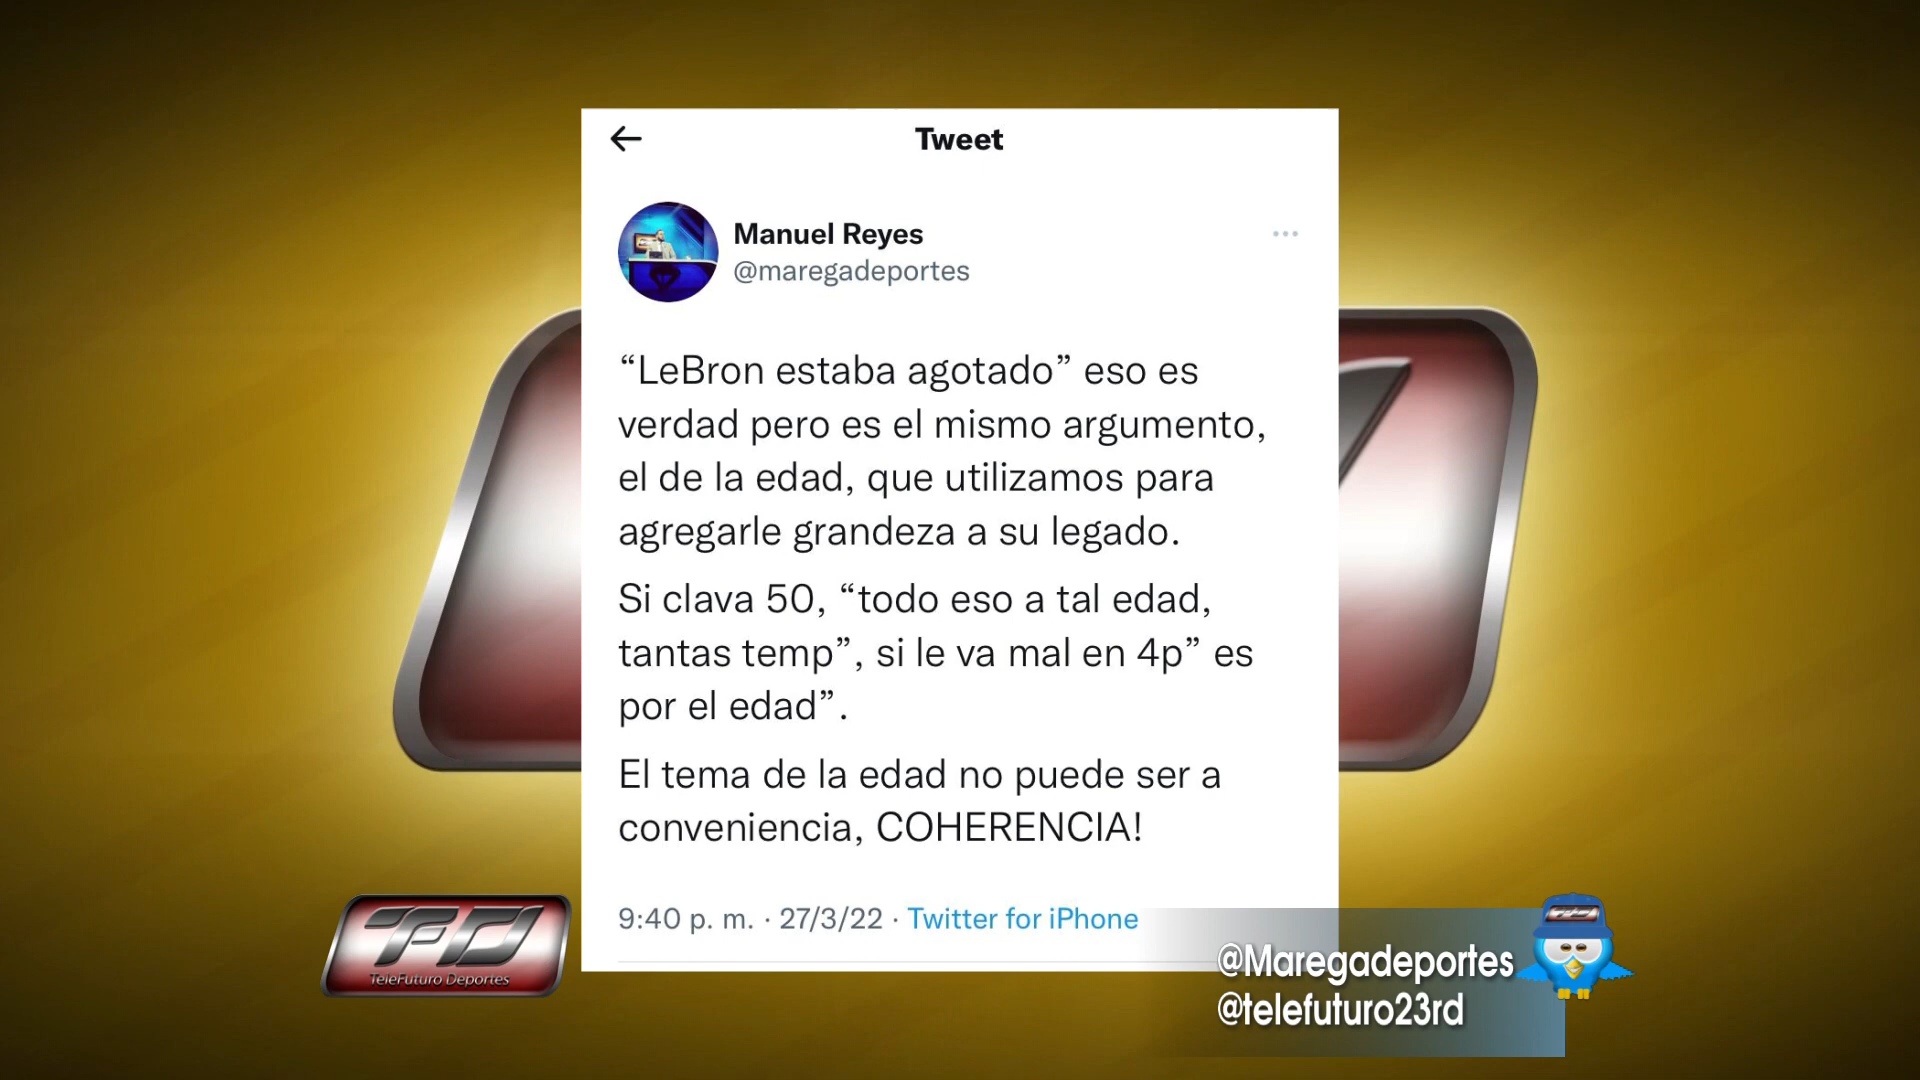 Tweet
Manuel Reyes
@maregadeportes
“LeBron estaba agotado” eso es
verdad pero es el mismo argumento,
el de la edad, que utilizamos para
agregarle grandeza a su legado.
Si clava 50, “todo eso a tal edad,
tantas temp”, si le va mal en 4p” es
por el edad”.
El tema de la edad no puede ser a
conveniencia, COHERENCIA!
9:40 p. m. · 27/3/22 · Twitter for iPhone
TFD
TeleFuturo Deportes
@Maregadeportes
@telefuturo23rd